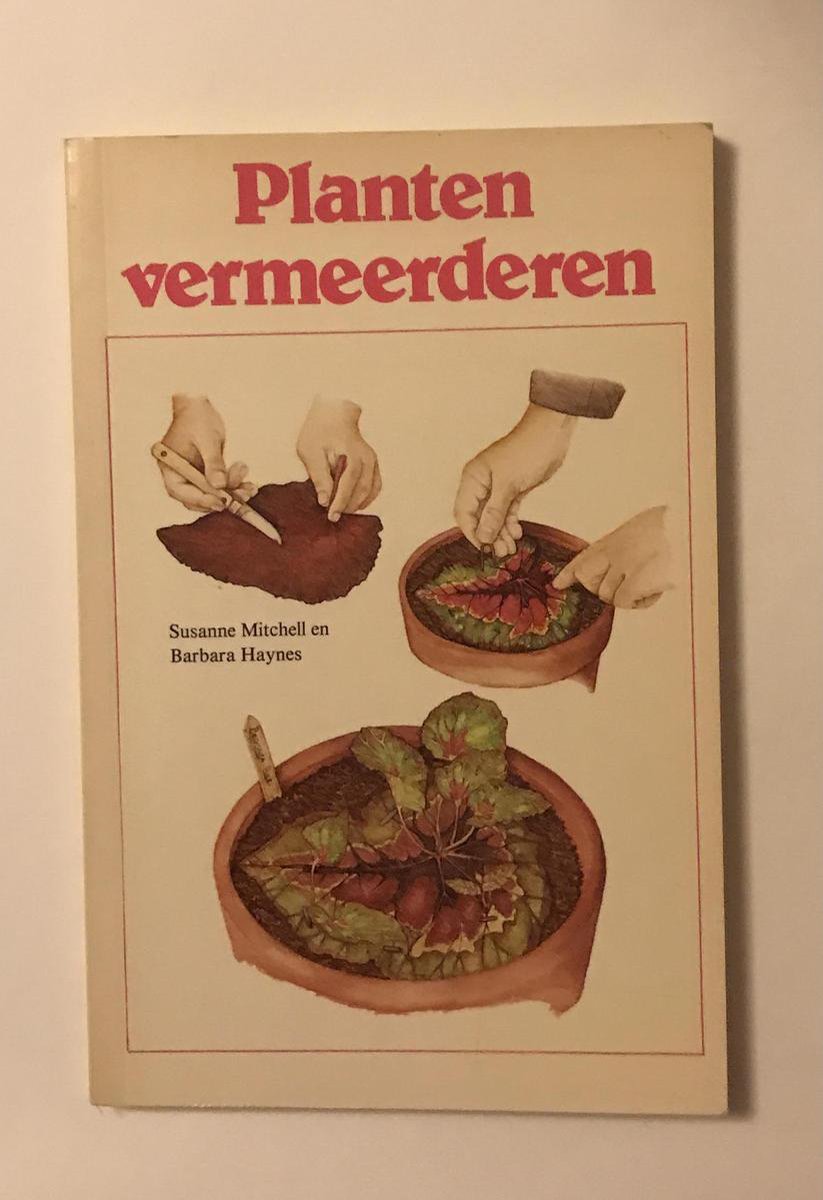 Planten
vermeerderen
Susanne Mitchell en
Barbara Haynes